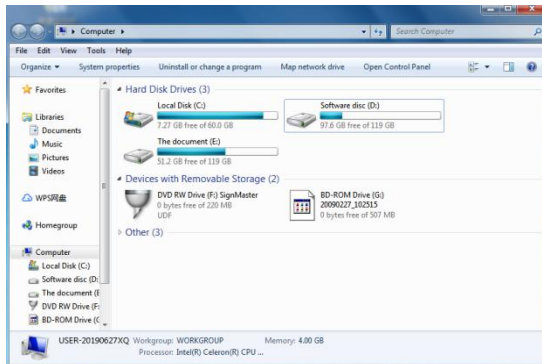 Computer
Search Computer
File Edit View Tools Help
Organize System properties Uninstall or change a program Map network drive Open Control Panel
Favorites
Libraries
Documents
Music
Pictures
Videos
WPS网盘
Homegroup
Computer
Local Disk (C:)
Software disc (D:
The document (E
DVD RW Drive (F:
BD-ROM Drive (G
Hard Disk Drives (3)
Local Disk (C:)
7.27 GB free of 60.0 GB
Software disc (D:)
97.6 GB free of 119 GB
The document (E:)
51.2 GB free of 119 GB
Devices with Removable Storage (2)
DVD RW Drive (F:) SignMaster
0 bytes free of 220 MB
UDF
BD-ROM Drive (G:)
20090227_102515
0 bytes free of 507 MB
Other (3)
USER-20190627XQ Workgroup: WORKGROUP Memory: 4.00 GB
Processor: Intel(R) Celeron(R) CPU ...